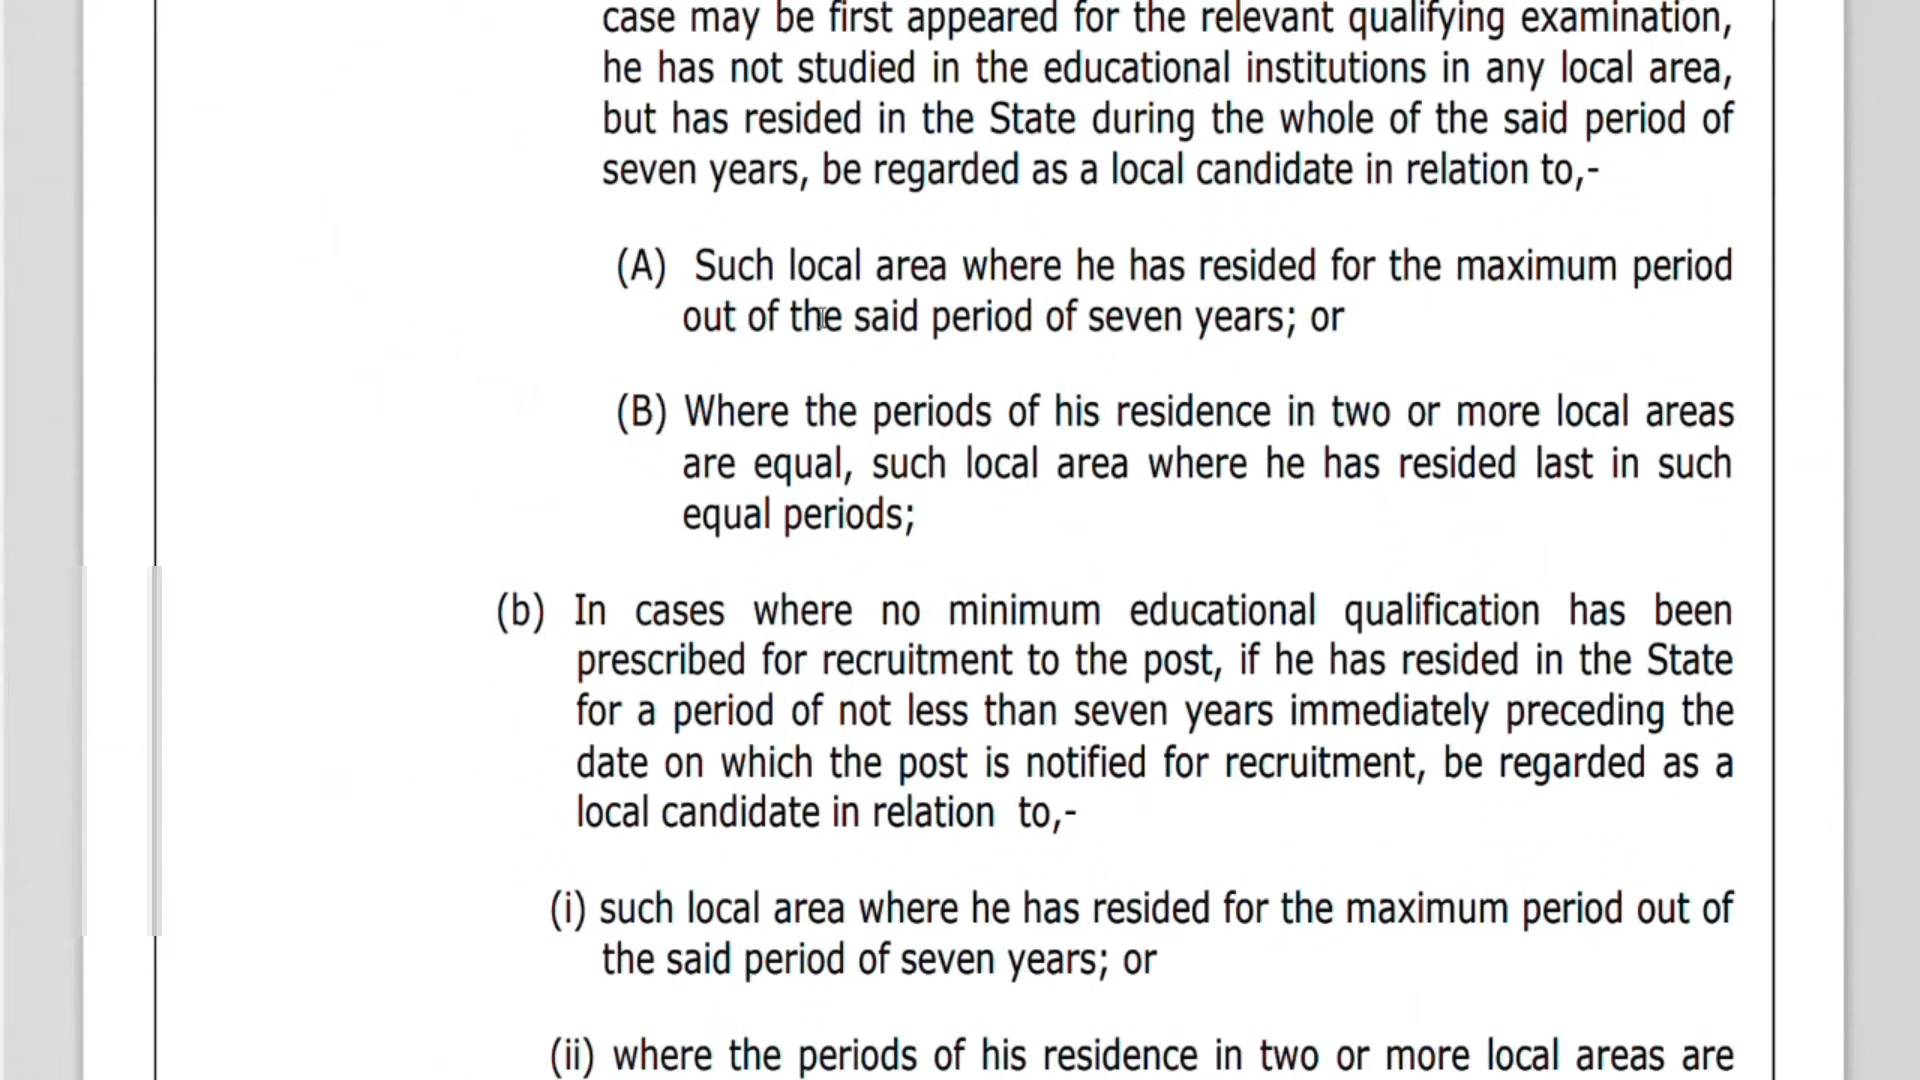 case may be first appeared for the relevant qualifying examination,
he has not studied in the educational institutions in any local area,
but has resided in the State during the whole of the said period of
seven years, be regarded as a local candidate in relation to,-
(A) Such local area where he has resided for the maximum period
out of the said period of seven years; or
(B) Where the periods of his residence in two or more local areas
are equal, such local area where he has resided last in such
equal periods;
(b) In cases where no minimum educational qualification has been
prescribed for recruitment to the post, if he has resided in the State
for a period of not less than seven years immediately preceding the
date on which the post is notified for recruitment, be regarded as a
local candidate in relation to,-
(i) such local area where he has resided for the maximum period out of
the said period of seven years; or
(ii) where the periods of his residence in two or more local areas are